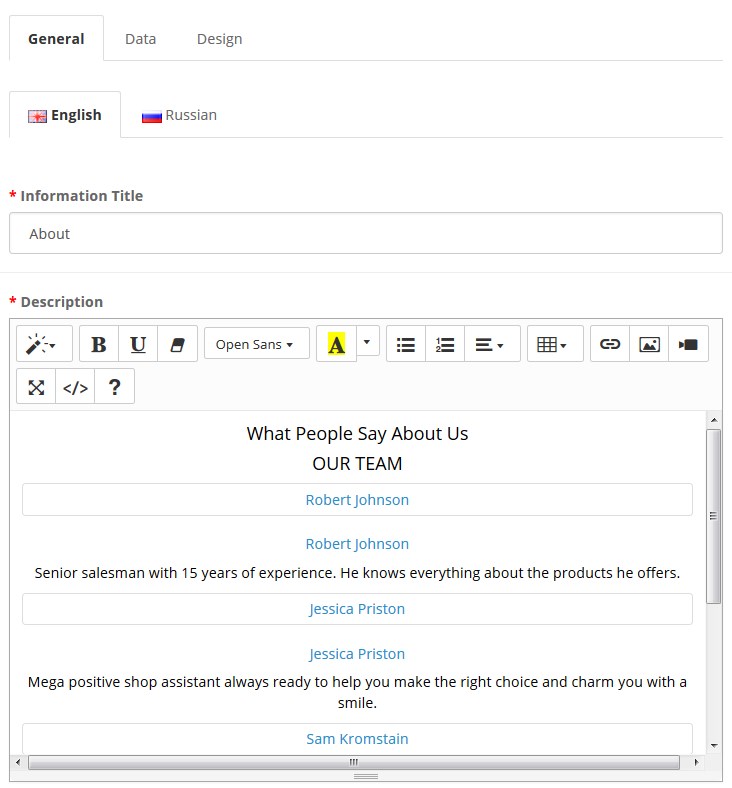 General Data Design
English Russian
* Information Title
About
* Description
B U Open Sans A
</> ?
What People Say About Us
OUR TEAM
Robert Johnson
Robert Johnson
Senior salesman with 15 years of experience. He knows everything about the products he offers.
Jessica Priston
Jessica Priston
Mega positive shop assistant always ready to help you make the right choice and charm you with a
smile.
Sam Kromstain